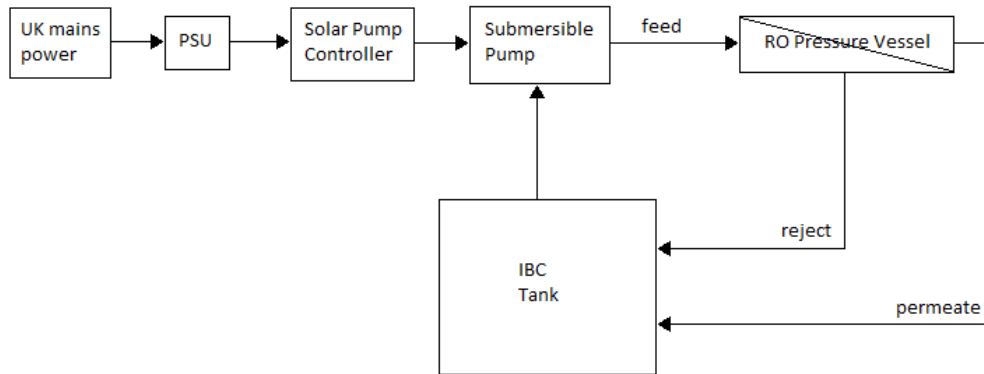 UK mains
power
PSU
Solar Pump
Controller
Submersible
Pump
feed
RO Pressure Vessel
reject
IBC
Tank
permeate